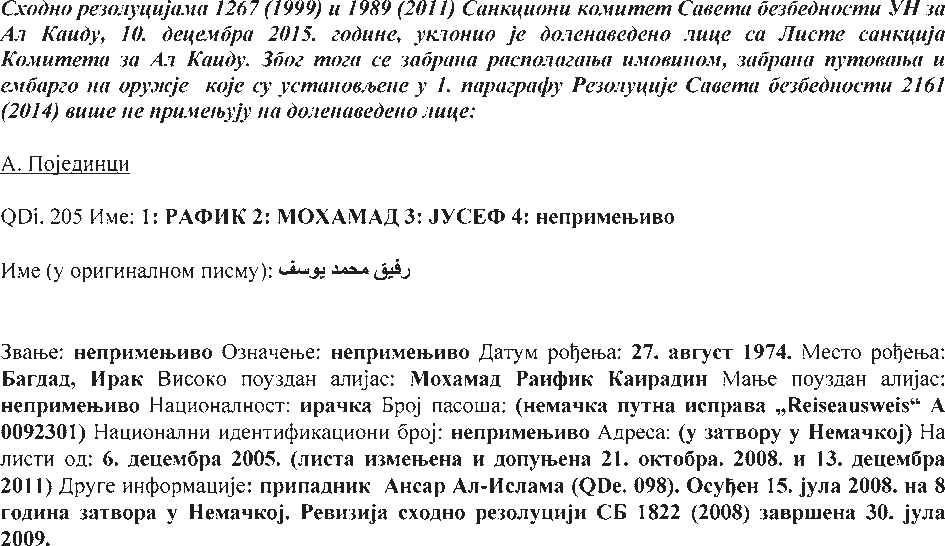 Сходно резолуцијама 1267 (1999) и 1989 (2011) Санкциони комитет Савета безбедности УН за
Ал Каиду, 10. децембра 2015. године, уклонио је доленаведено лице са Листе санкција
Комитета за Ал Каиду. Због тога се забрана располагања имовином, забрана путовања и
ембарго на оружје које су установљене у 1. параграфу Резолуције Савета безбедности 2161
(2014) више не примењују на доленаведено лице:
А. Појединци
QDi. 205 Име: 1: РАФИК 2: МОХАМАД 3: ЈУСЕФ 4: непримењиво
Име (у оригиналном писму): رفيق محمد يوسف
Звање: непримењиво Означење: непримењиво Датум рођења: 27. август 1974. Место рођења:
Багдад, Ирак Високо поуздан алијас: Мохамад Раифик Каирадин Мање поуздан алијас:
непримењиво Националност: ирачка Број пасоша: (немачка путна исправа „Reiseausweis“ А
0092301) Национални идентификациони број: непримењиво Адреса: (у затвору у Немачкој) На
листи од: 6. децембра 2005. (листа измењена и допуњена 21. октобра. 2008. и 13. децембра
2011) Друге информације: припадник Ансар Ал-Ислама (QDe. 098). Осуђен 15. јула 2008. на 8
година затвора у Немачкој. Ревизија сходно резолуцији СБ 1822 (2008) завршена 30. јула
2009.